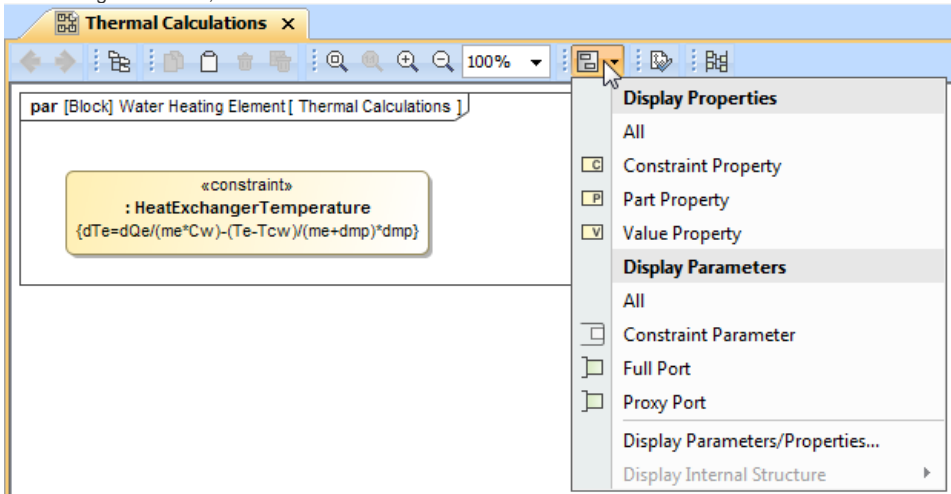 Thermal Calculations
100%
par [Block] Water Heating Element [ Thermal Calculations ]
«constraint»
: HeatExchangerTemperature
{dTe=dQe/(me*Cw)-(Te-Tcw)/(me+dmp)*dmp}
Display Properties
All
C Constraint Property
P Part Property
V Value Property
Display Parameters
All
Constraint Parameter
Full Port
Proxy Port
Display Parameters/Properties...
Display Internal Structure